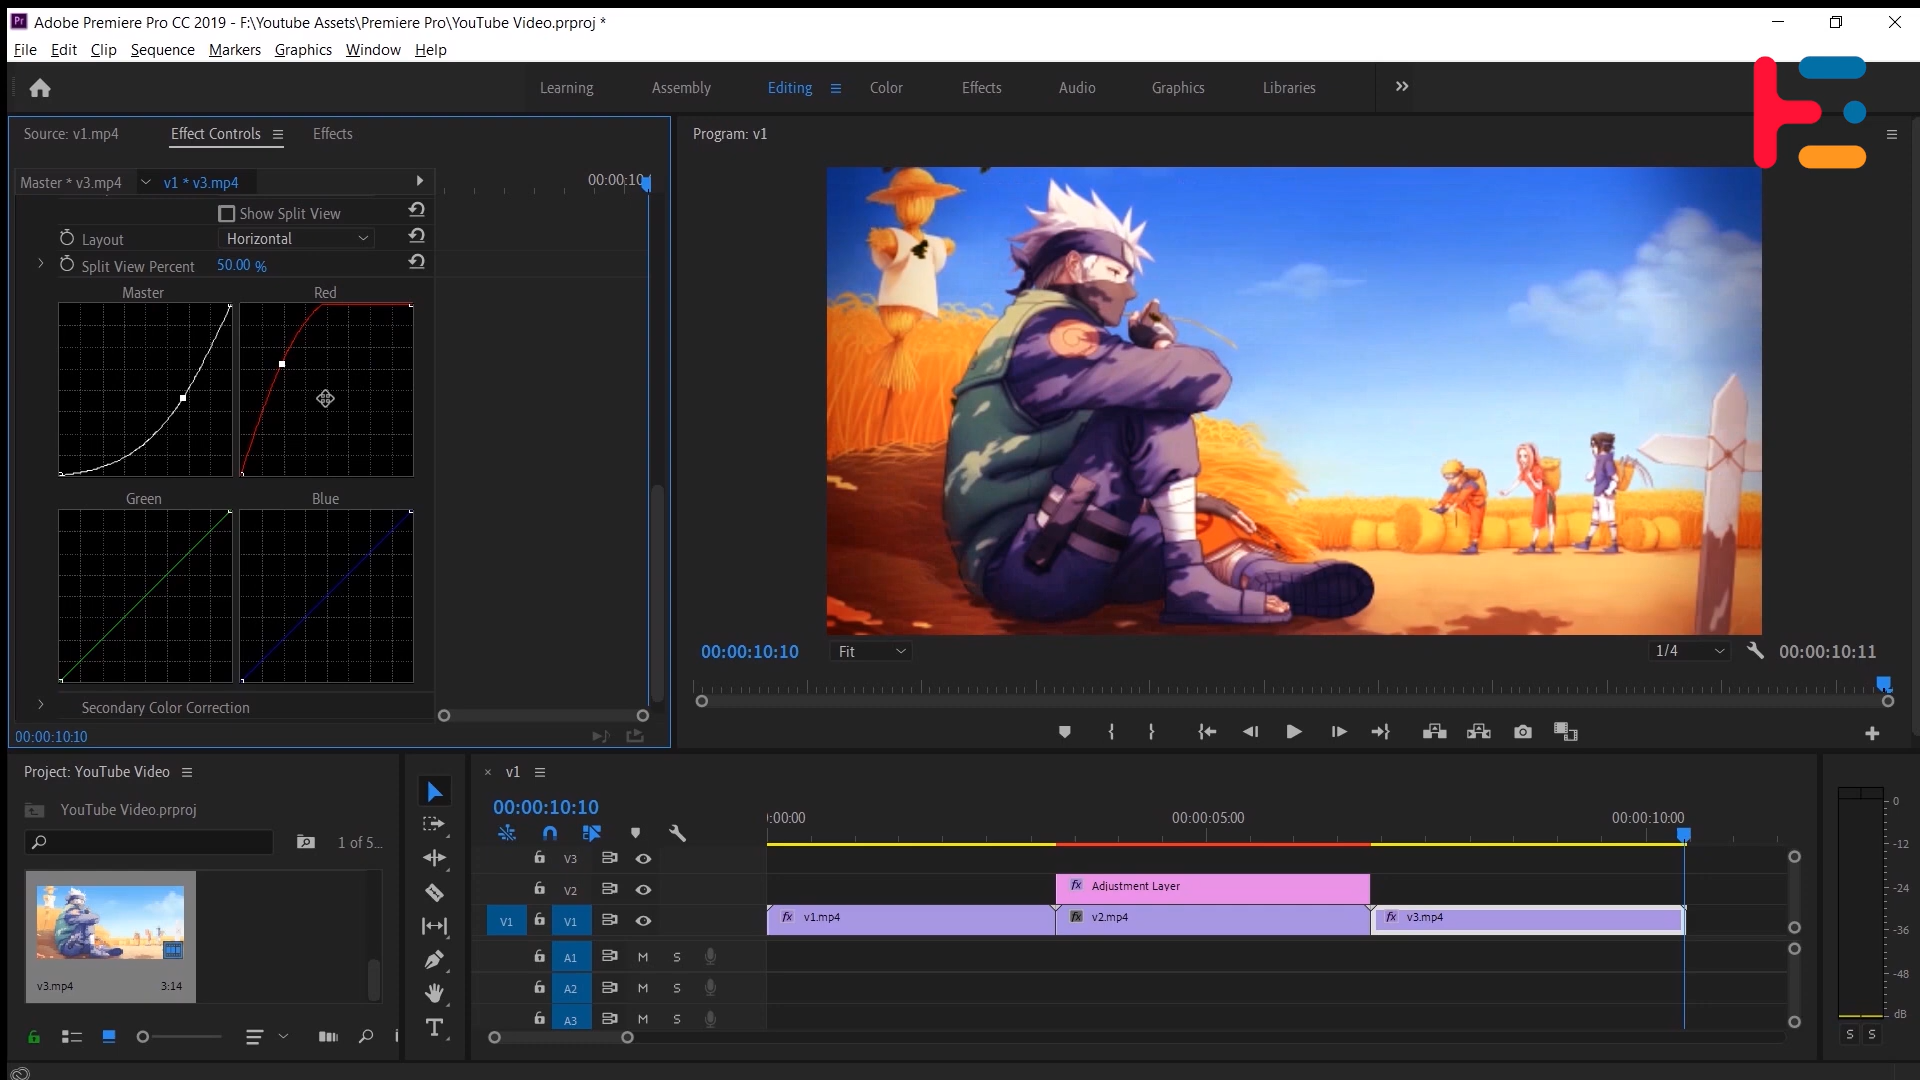 Pr Adobe Premiere Pro CC 2019 - F:\Youtube Assets\Premiere Pro\YouTube Video.prproj *
File Edit Clip Sequence Markers Graphics Window Help
Learning Assembly Editing Color Effects Audio Graphics Libraries
Source: v1.mp4 Effect Controls Effects
Program: v1
Master * v3.mp4 v1 * v3.mp4
00:00:10
Show Split View
Layout Horizontal
Split View Percent 50.00 %
Master Red
Green Blue
Secondary Color Correction
00:00:10:10
00:00:10:10 Fit 1/4 00:00:10:11
Project: YouTube Video
YouTube Video.prproj
1 of 5...
v3.mp4 3:14
× v1
00:00:10:10
:00:00 00:00:05:00 00:00:10:00
V3
V2 fx Adjustment Layer
V1 V1 fx v1.mp4 fx v2.mp4 fx v3.mp4
A1 M S
A2 M S
A3 M S
0
-12
-24
-36
-48
dB
S S